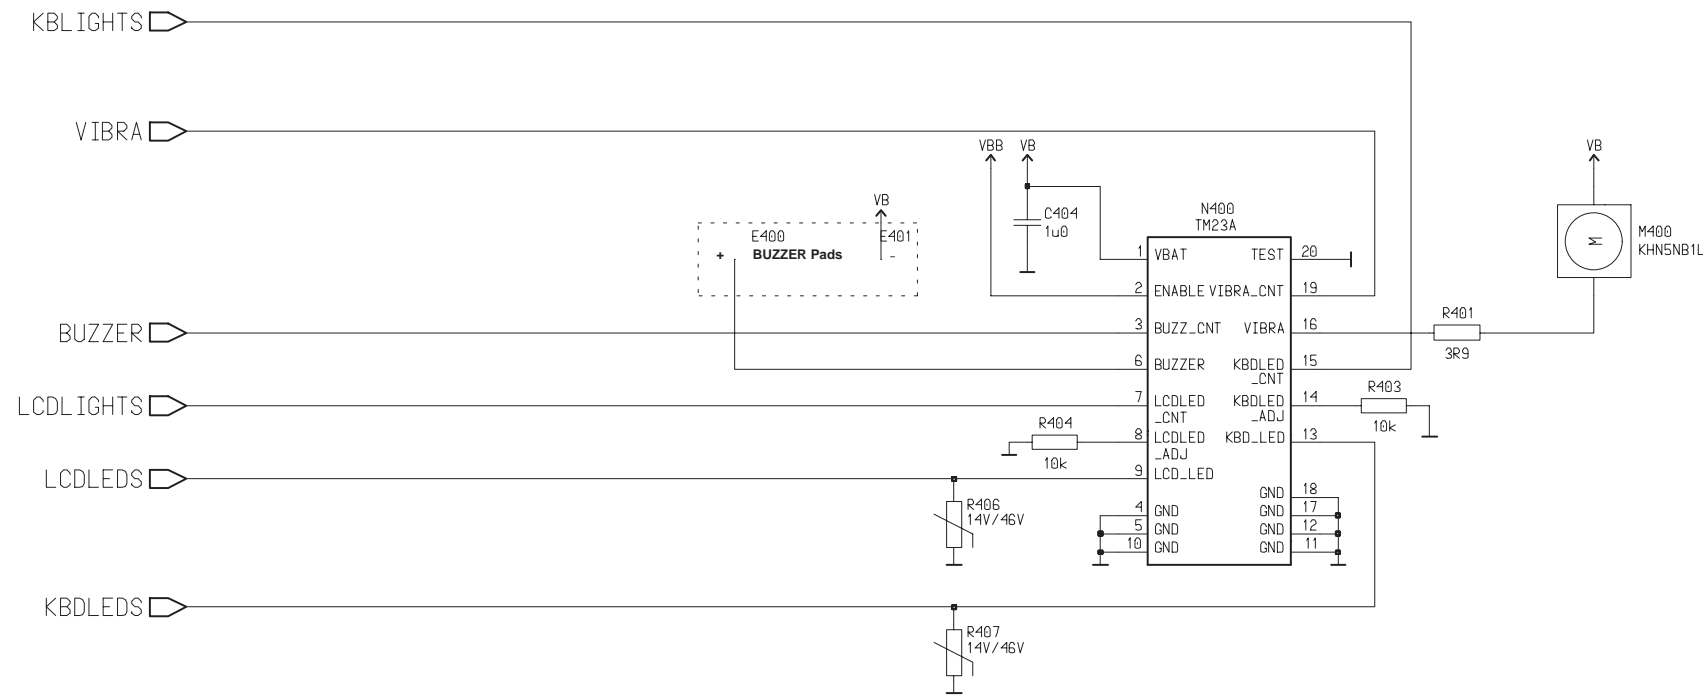 KBLIGHTS
VIBRA
VBB
VB
VB
VB
N400
TM23A
C404
1u0
E400
E401
+
BUZZER Pads
-
M
M400
KHN5NB1L
1
VBAT
TEST
20
2
ENABLE
VIBRA_CNT
19
BUZZER
3
BUZZ_CNT
VIBRA
16
R401
3R9
6
BUZZER
KBDLED
_CNT
15
LCDLIGHTS
7
LCDLED
_CNT
KBDLED
_ADJ
14
R403
10k
R404
10k
8
LCDLED
_ADJ
KBD_LED
13
LCDLEDS
9
LCD_LED
R406
14V/46V
4
GND
5
GND
10
GND
GND
18
GND
17
GND
12
GND
11
KBDLEDS
R407
14V/46V